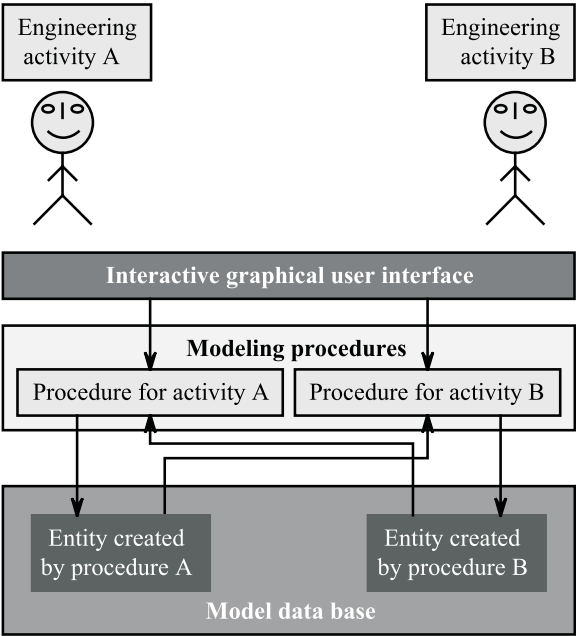 Engineering
activity A
Engineering
activity B
Interactive graphical user interface
Modeling procedures
Procedure for activity A
Procedure for activity B
Entity created
by procedure A
Entity created
by procedure B
Model data base